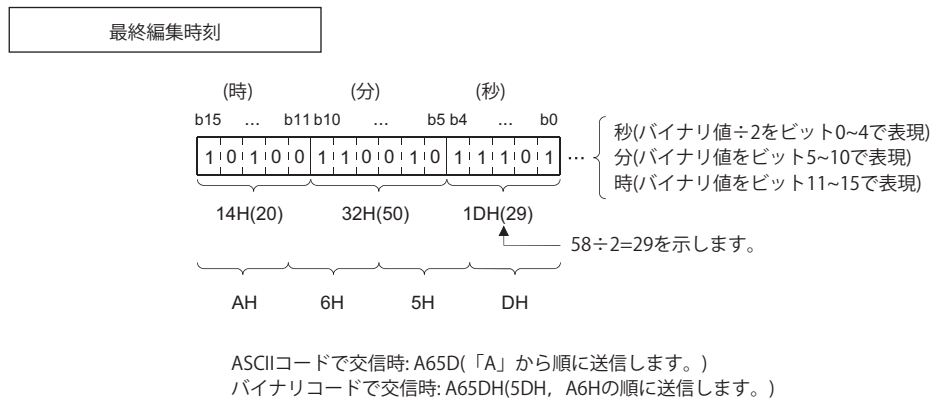 最終編集時刻
(時) (分) (秒)
b15 … b11 b10 … b5 b4 … b0
1 0 1 0 0 1 1 0 0 1 0 1 1 1 0 1 …
秒(バイナリ値÷2をビット0~4で表現)
分(バイナリ値をビット5~10で表現)
時(バイナリ値をビット11~15で表現)
14H(20) 32H(50) 1DH(29)
58÷2=29を示します。
AH 6H 5H DH
ASCIIコードで交信時: A65D(「A」から順に送信します。)
バイナリコードで交信時: A65DH(5DH, A6Hの順に送信します。)